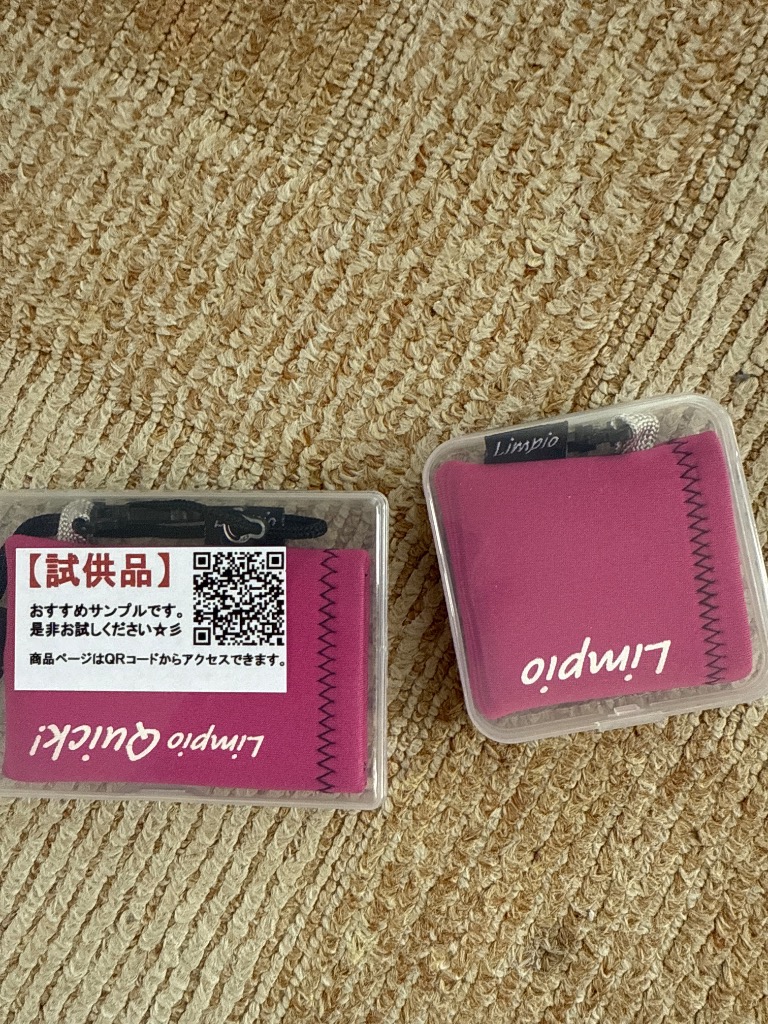 【試供品】
おすすめサンプルです。
是非お試しください☆彡
商品ページはQRコードからアクセスできます。
Limpio Quick!
Limpio
Limpio